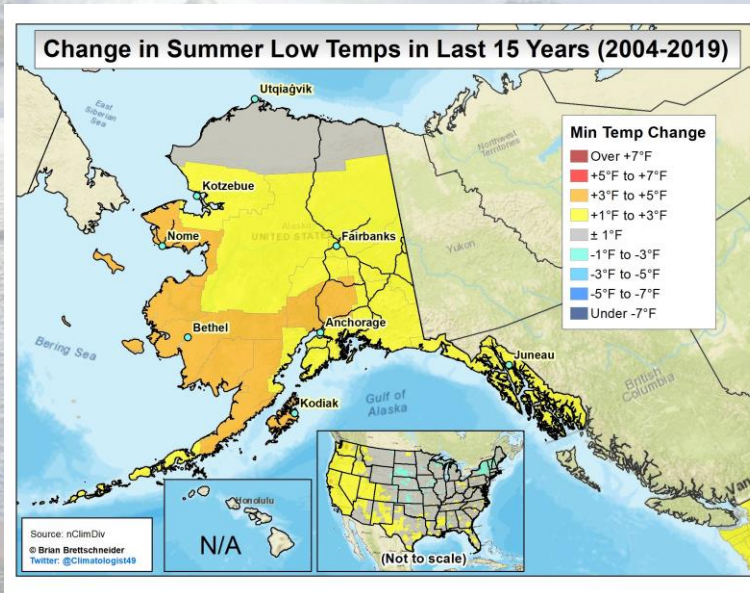 Change in Summer Low Temps in Last 15 Years (2004-2019)
Utqiaġvik
East
Siberian
Sea
Northwest
Territories
Min Temp Change
Over +7°F
+5°F to +7°F
+3°F to +5°F
+1°F to +3°F
± 1°F
-1°F to -3°F
-3°F to -5°F
-5°F to -7°F
Under -7°F
Kotzebue
Nome
Alaska
UNITED STATES
Fairbanks
Yukon
Bethel
Anchorage
Bering Sea
Juneau
British
Columbia
Kodiak
Gulf of
Alaska
Honolulu
N/A
(Not to scale)
Van
Source: nClimDiv
© Brian Brettschneider
Twitter: @Climatologist49